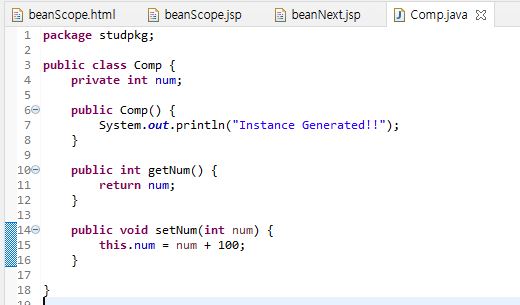 beanScope.html beanScope.jsp beanNext.jsp Comp.java
1 package studpkg;
2
3 public class Comp {
4     private int num;
5
6     public Comp() {
7         System.out.println("Instance Generated!!");
8     }
9
10     public int getNum() {
11         return num;
12     }
13
14     public void setNum(int num) {
15         this.num = num + 100;
16     }
17
18 }
19